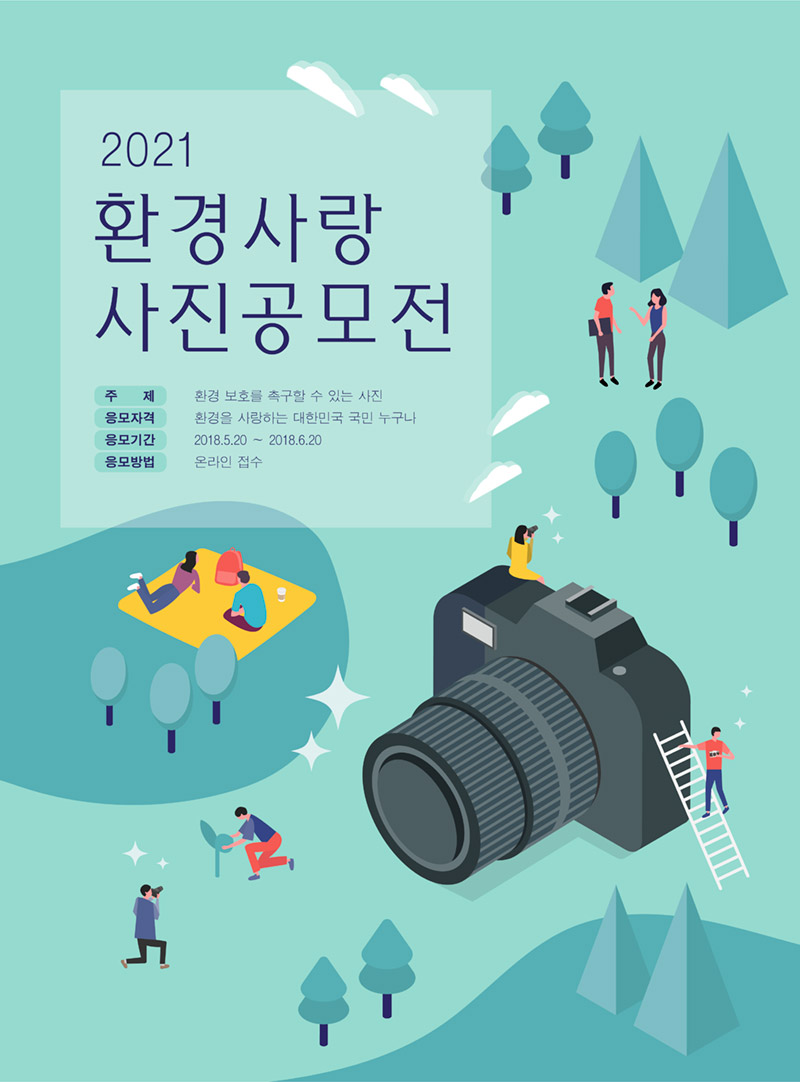 2021
환경사랑
사진공모전
주 제 환경 보호를 촉구할 수 있는 사진
응모자격 환경을 사랑하는 대한민국 국민 누구나
응모기간 2018.5.20 ~ 2018.6.20
응모방법 온라인 접수